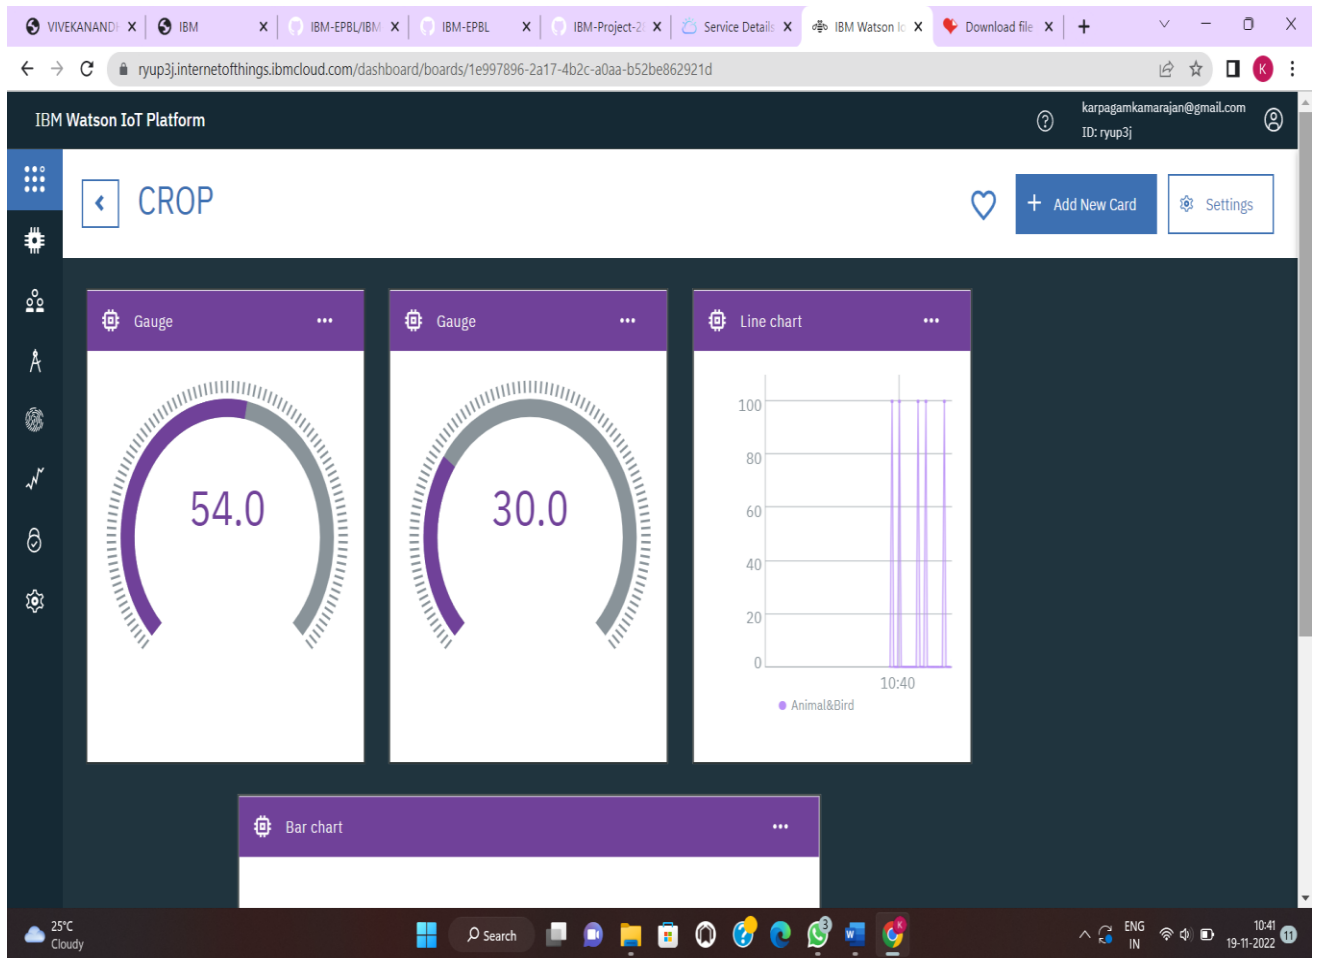 VIVEKANANDH
IBM
IBM-EPBL/IBM-
IBM-EPBL
IBM-Project-2
Service Details
IBM Watson Io
Download file
ryup3j.internetofthings.ibmcloud.com/dashboard/boards/1e997896-2a17-4b2c-a0aa-b52be862921d
K
IBM Watson IoT Platform
karpagamkamarajan@gmail.com
ID: ryup3j
CROP
+ Add New Card
Settings
Gauge
Gauge
Line chart
54.0
30.0
100
80
60
40
20
0
10:40
Animal&Bird
Bar chart
25°C
Cloudy
Search
3
K
ENG
IN
10:41
19-11-2022
11